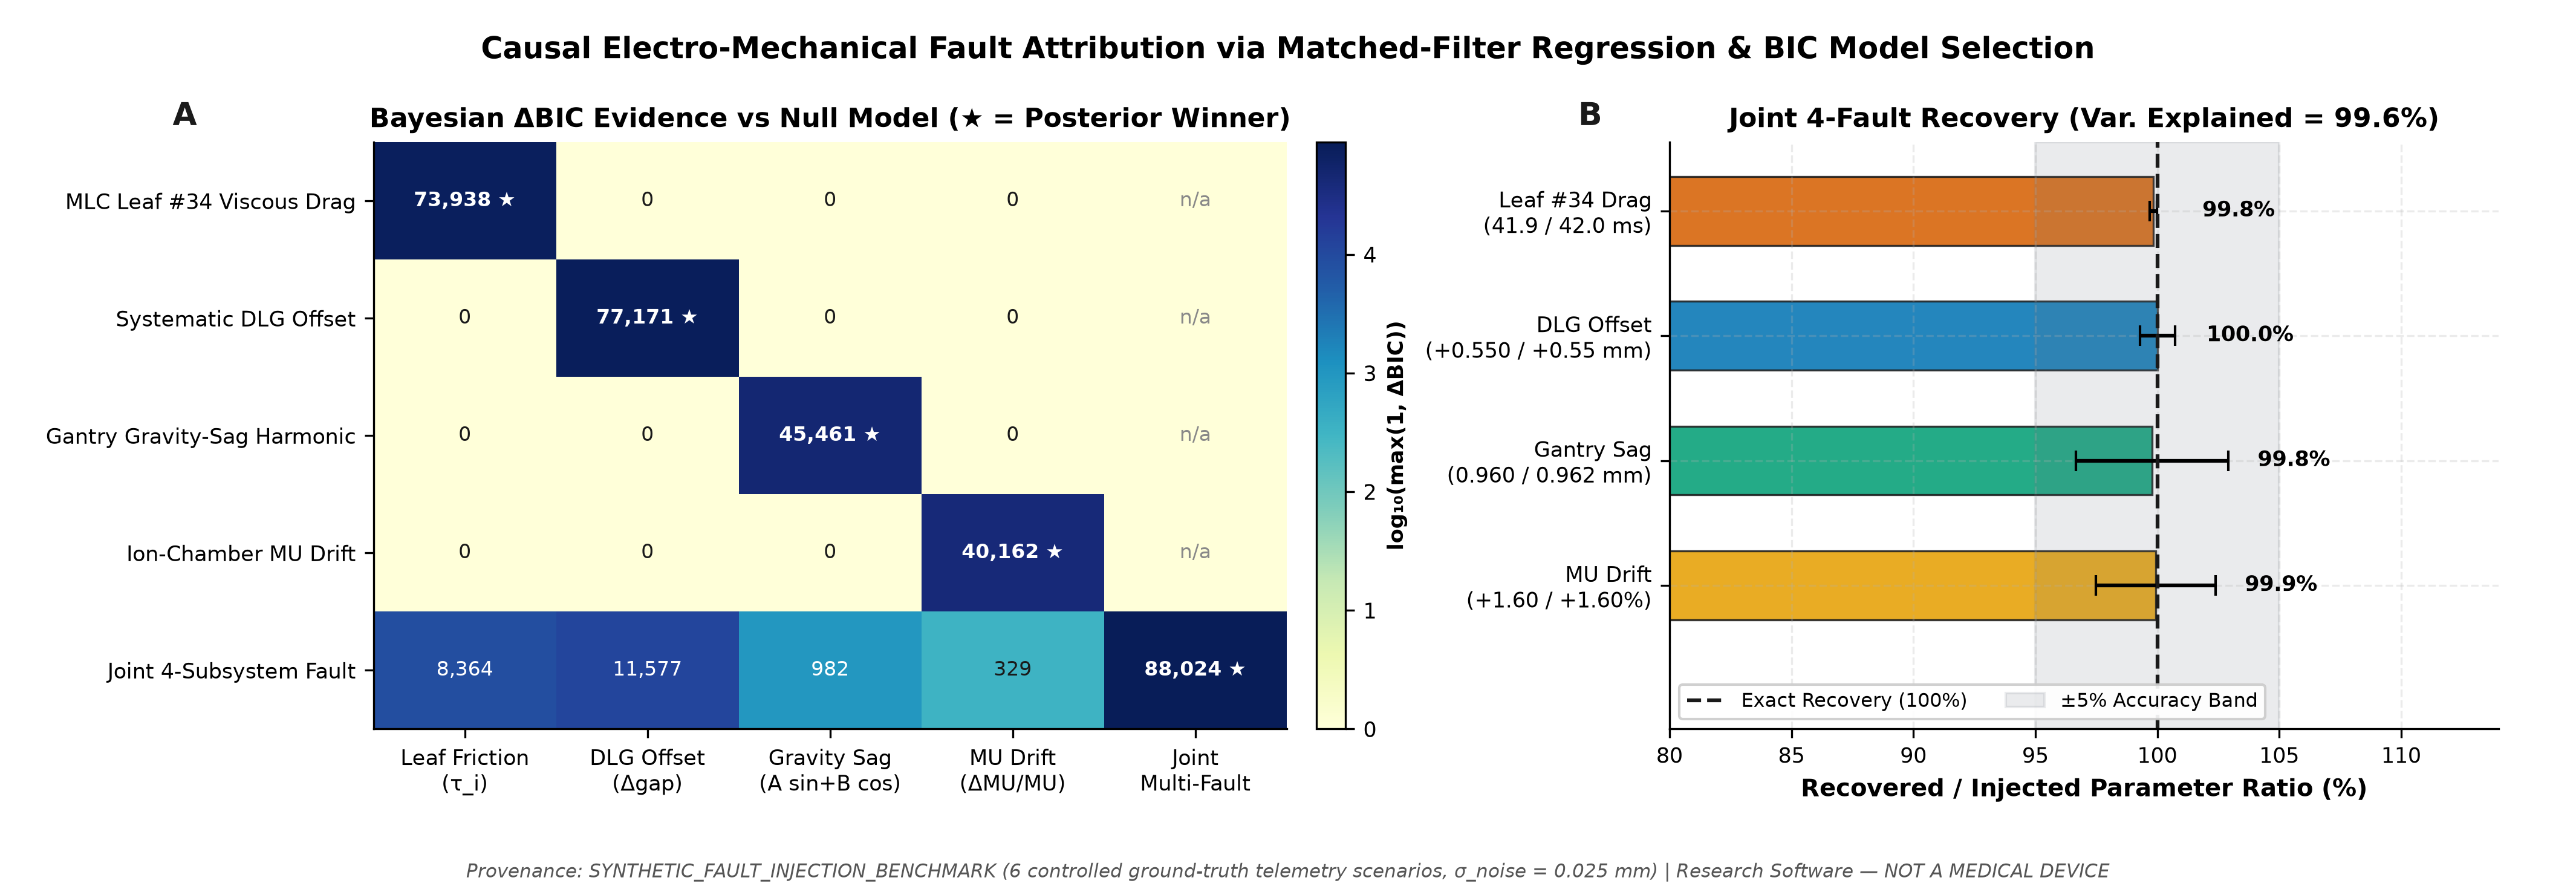 Causal Electro-Mechanical Fault Attribution via Matched-Filter Regression & BIC Model Selection
A
Bayesian ΔBIC Evidence vs Null Model (★ = Posterior Winner)
MLC Leaf #34 Viscous Drag
73,938 ★
0
0
0
n/a
Systematic DLG Offset
0
77,171 ★
0
0
n/a
Gantry Gravity-Sag Harmonic
0
0
45,461 ★
0
n/a
Ion-Chamber MU Drift
0
0
0
40,162 ★
n/a
Joint 4-Subsystem Fault
8,364
11,577
982
329
88,024 ★
Leaf Friction
(τ_i)
DLG Offset
(Δgap)
Gravity Sag
(A sin+B cos)
MU Drift
(ΔMU/MU)
Joint
Multi-Fault
4
3
2
1
0
log₁₀(max(1, ΔBIC))
B
Joint 4-Fault Recovery (Var. Explained = 99.6%)
Leaf #34 Drag
(41.9 / 42.0 ms)
99.8%
DLG Offset
(+0.550 / +0.55 mm)
100.0%
Gantry Sag
(0.960 / 0.962 mm)
99.8%
MU Drift
(+1.60 / +1.60%)
99.9%
Exact Recovery (100%)
±5% Accuracy Band
80
85
90
95
100
105
110
Recovered / Injected Parameter Ratio (%)
Provenance: SYNTHETIC_FAULT_INJECTION_BENCHMARK (6 controlled ground-truth telemetry scenarios, σ_noise = 0.025 mm) | Research Software — NOT A MEDICAL DEVICE